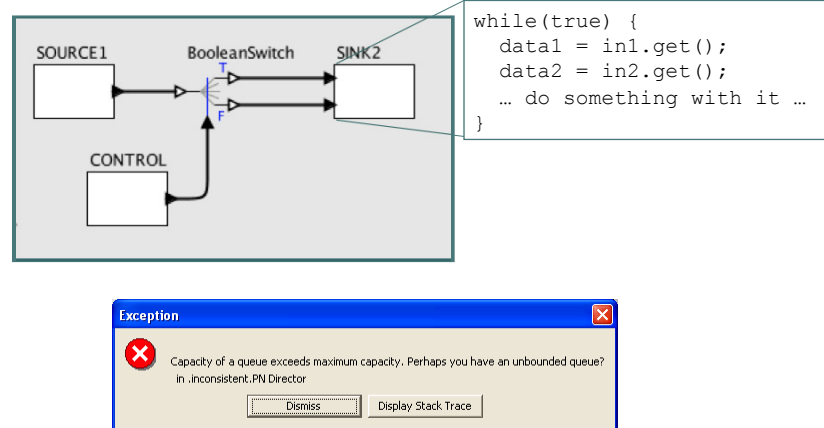 while(true) {
data1 = in1.get();
data2 = in2.get();
… do something with it …
}
SOURCE1
BooleanSwitch
SINK2
T
F
CONTROL
Exception
Capacity of a queue exceeds maximum capacity. Perhaps you have an unbounded queue?
in .inconsistent.PN Director
Dismiss
Display Stack Trace